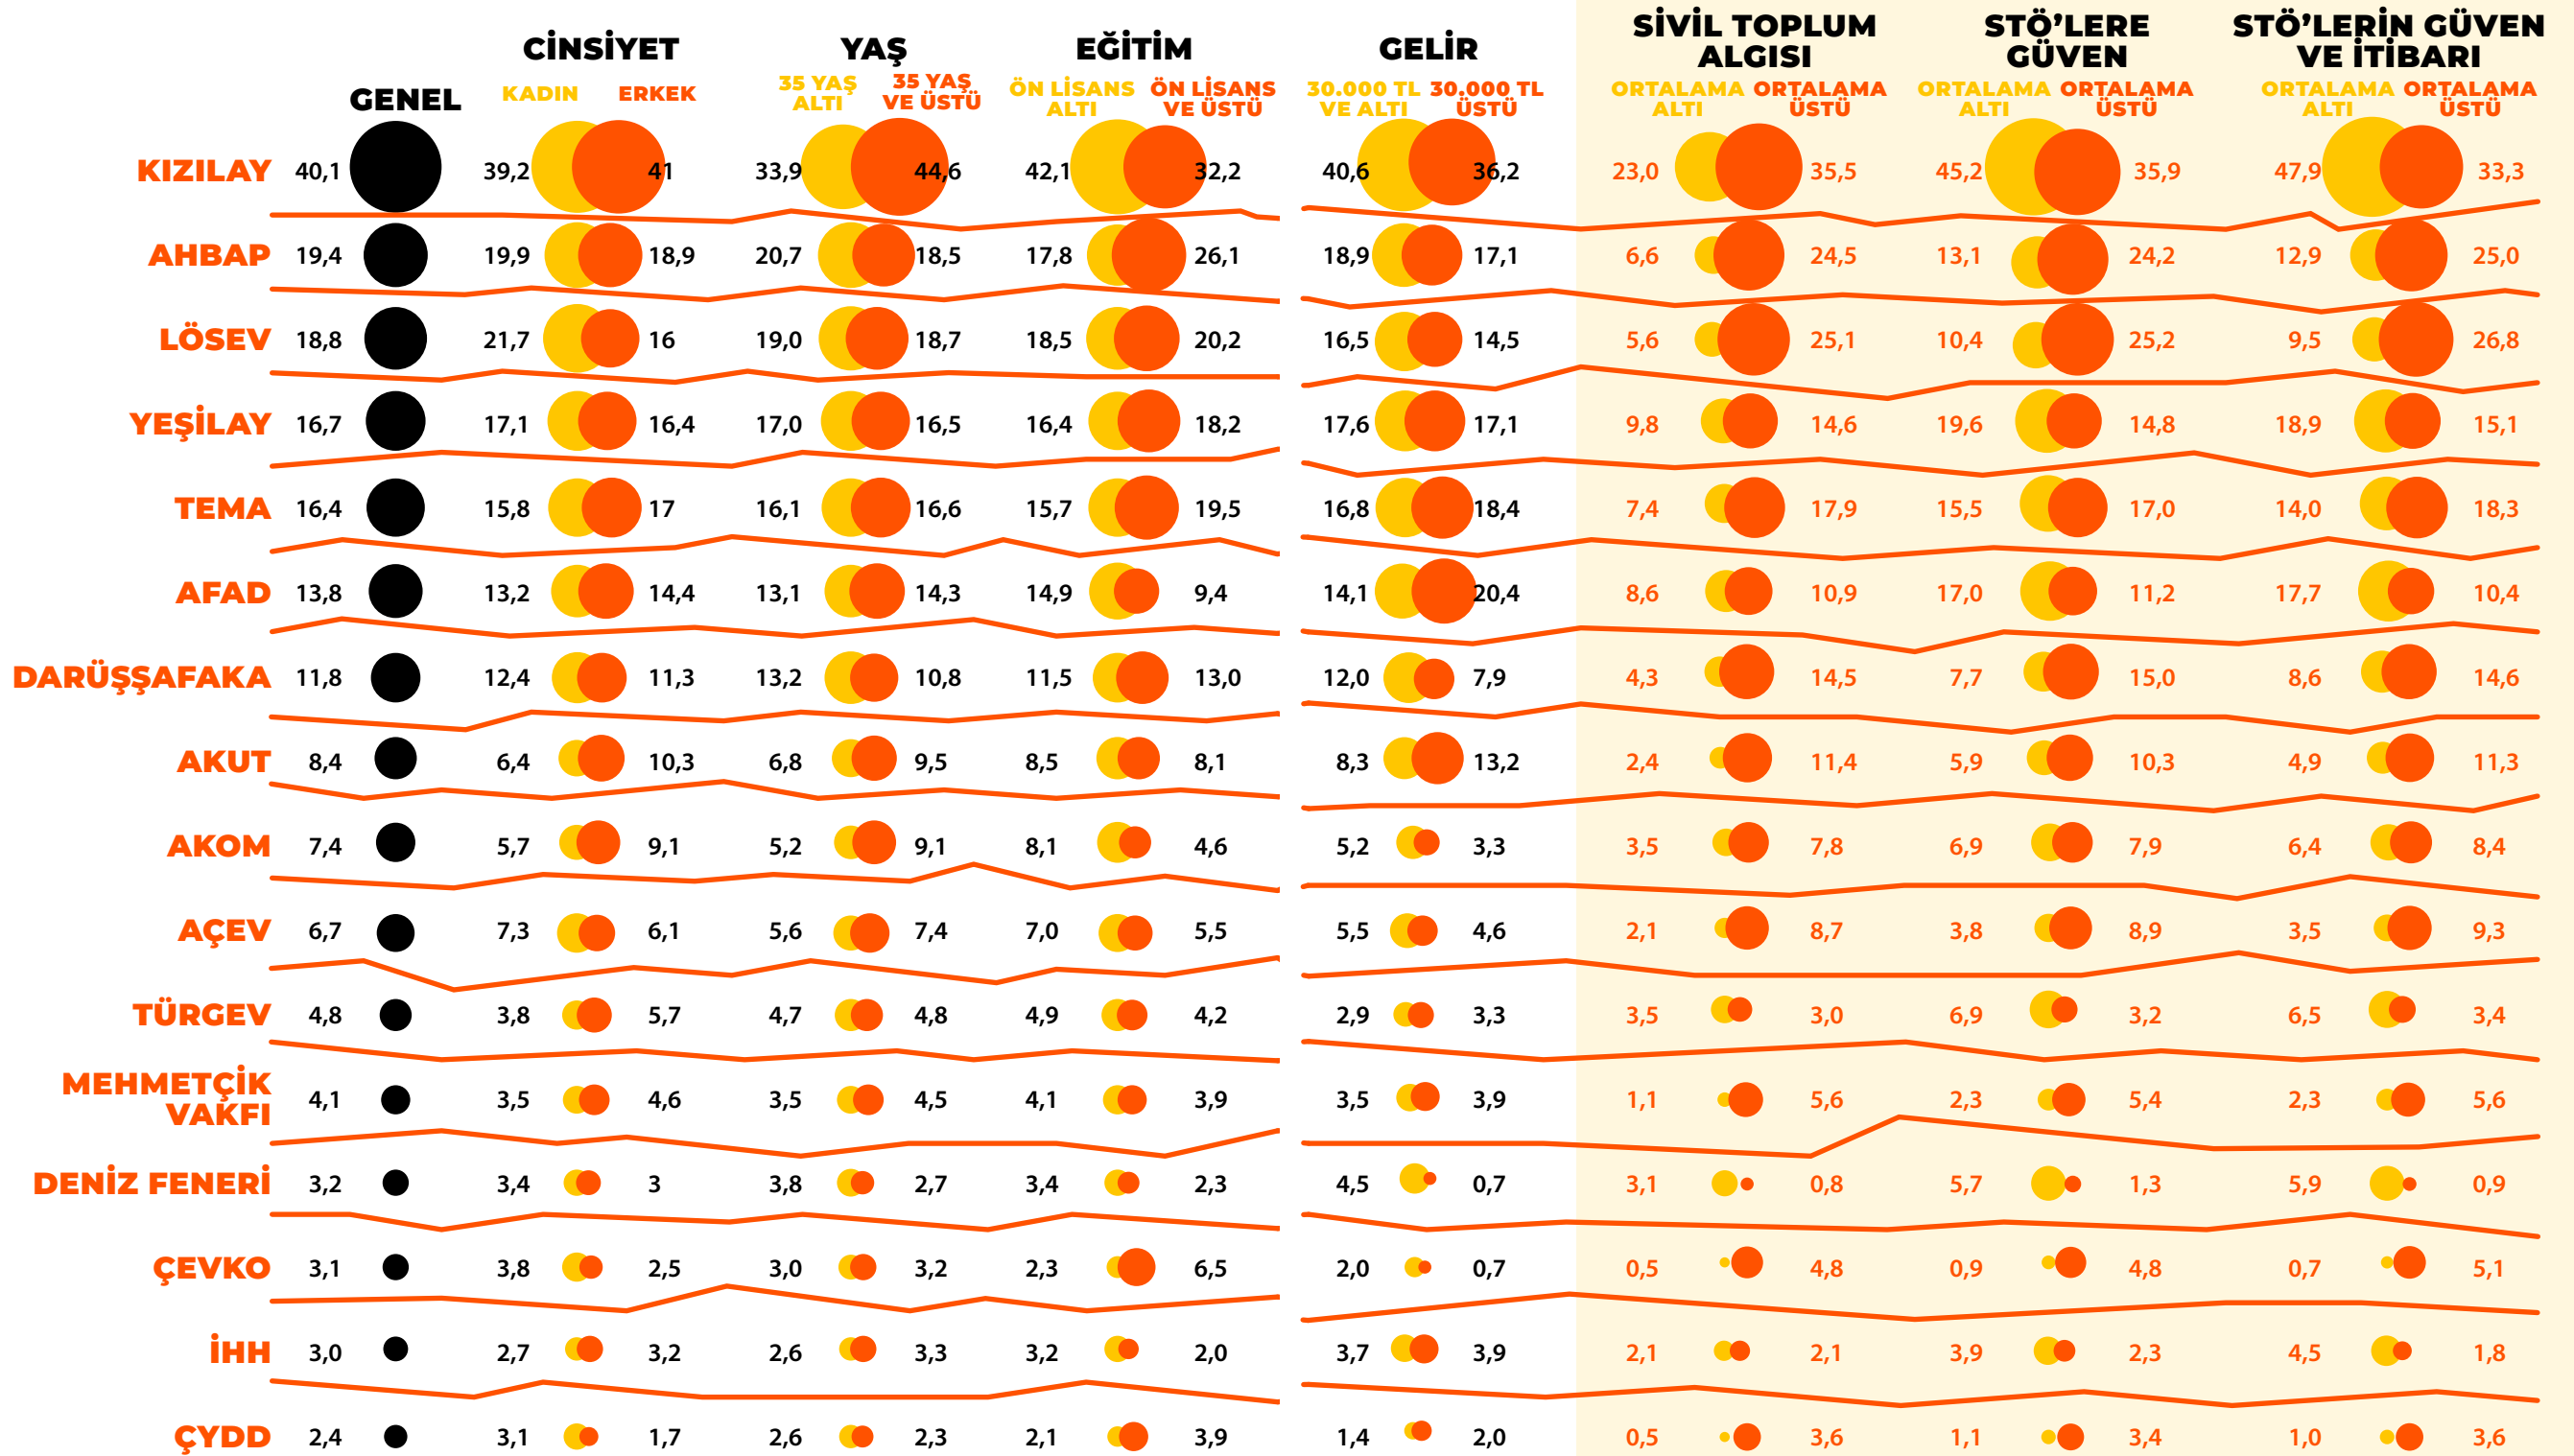 CİNSİYET YAŞ EĞİTİM GELİR SİVİL TOPLUM ALGISI STÖ'LERE GÜVEN STÖ'LERİN GÜVEN VE İTİBARI
GENEL KADIN ERKEK 35 YAŞ ALTI 35 YAŞ VE ÜSTÜ ÖN LİSANS ALTI ÖN LİSANS VE ÜSTÜ 30.000 TL VE ALTI 30.000 TL ÜSTÜ ORTALAMA ALTI ORTALAMA ÜSTÜ ORTALAMA ALTI ORTALAMA ÜSTÜ ORTALAMA ALTI ORTALAMA ÜSTÜ
KIZILAY 40,1 39,2 41 33,9 44,6 42,1 32,2 40,6 36,2 23,0 35,5 45,2 35,9 47,9 33,3
AHBAP 19,4 19,9 18,9 20,7 18,5 17,8 26,1 18,9 17,1 6,6 24,5 13,1 24,2 12,9 25,0
LÖSEV 18,8 21,7 16 19,0 18,7 18,5 20,2 16,5 14,5 5,6 25,1 10,4 25,2 9,5 26,8
YEŞİLAY 16,7 17,1 16,4 17,0 16,5 16,4 18,2 17,6 17,1 9,8 14,6 19,6 14,8 18,9 15,1
TEMA 16,4 15,8 17 16,1 16,6 15,7 19,5 16,8 18,4 7,4 17,9 15,5 17,0 14,0 18,3
AFAD 13,8 13,2 14,4 13,1 14,3 14,9 9,4 14,1 20,4 8,6 10,9 17,0 11,2 17,7 10,4
DARÜŞŞAFAKA 11,8 12,4 11,3 13,2 10,8 11,5 13,0 12,0 7,9 4,3 14,5 7,7 15,0 8,6 14,6
AKUT 8,4 6,4 10,3 6,8 9,5 8,5 8,1 8,3 13,2 2,4 11,4 5,9 10,3 4,9 11,3
AKOM 7,4 5,7 9,1 5,2 9,1 8,1 4,6 5,2 3,3 3,5 7,8 6,9 7,9 6,4 8,4
AÇEV 6,7 7,3 6,1 5,6 7,4 7,0 5,5 5,5 4,6 2,1 8,7 3,8 8,9 3,5 9,3
TÜRGEV 4,8 3,8 5,7 4,7 4,8 4,9 4,2 2,9 3,3 3,5 3,0 6,9 3,2 6,5 3,4
MEHMETÇİK
VAKFI 4,1 3,5 4,6 3,5 4,5 4,1 3,9 3,5 3,9 1,1 5,6 2,3 5,4 2,3 5,6
DENİZ FENERİ 3,2 3,4 3 3,8 2,7 3,4 2,3 4,5 0,7 3,1 0,8 5,7 1,3 5,9 0,9
ÇEVKO 3,1 3,8 2,5 3,0 3,2 2,3 6,5 2,0 0,7 0,5 4,8 0,9 4,8 0,7 5,1
İHH 3,0 2,7 3,2 2,6 3,3 3,2 2,0 3,7 3,9 2,1 2,1 3,9 2,3 4,5 1,8
ÇYDD 2,4 3,1 1,7 2,6 2,3 2,1 3,9 1,4 2,0 0,5 3,6 1,1 3,4 1,0 3,6